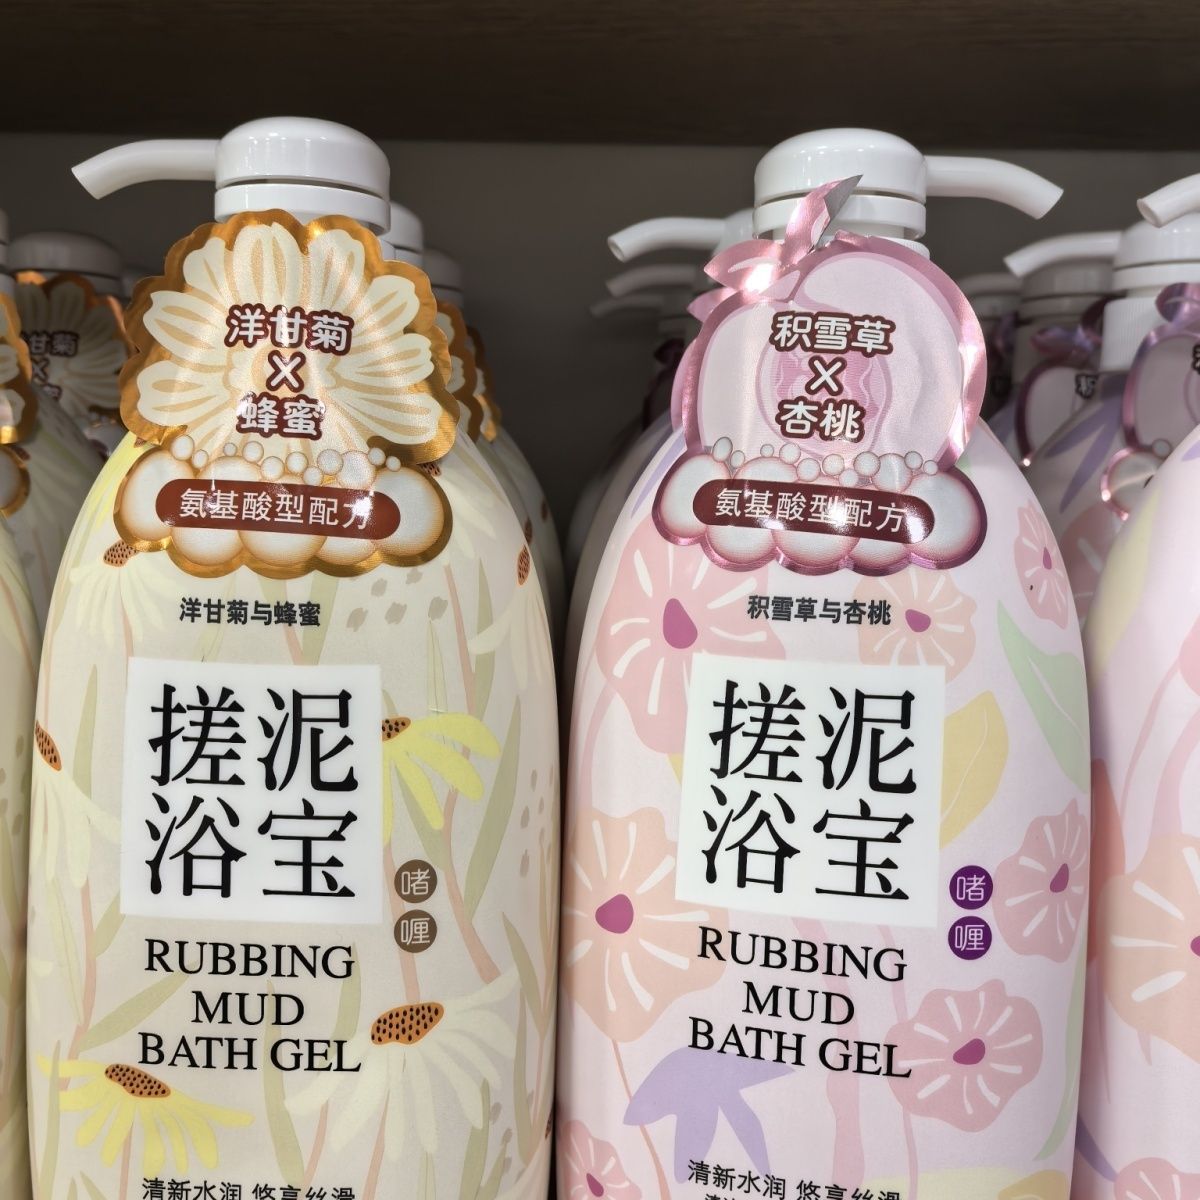 洋甘菊
X
蜂蜜
氨基酸型配方
洋甘菊与蜂蜜
搓泥
浴宝
啫
喱
RUBBING
MUD
BATH GEL
清新水润 悠享丝滑
积雪草
X
杏桃
氨基酸型配方
积雪草与杏桃
搓泥
浴宝
啫
喱
RUBBING
MUD
BATH GEL
清新水润 悠享丝滑
甘菊